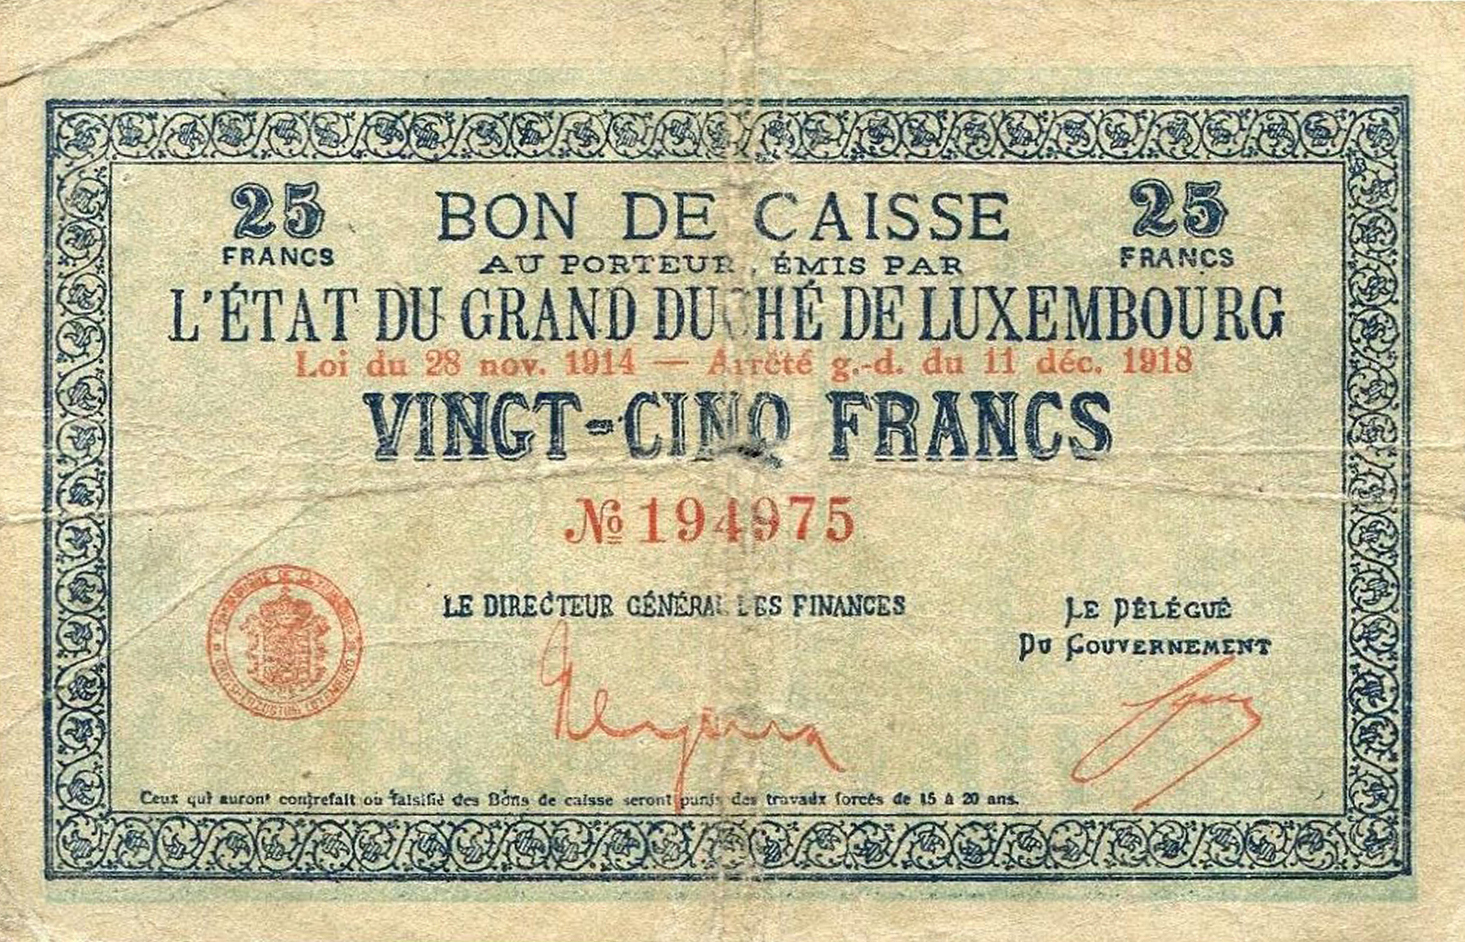 25 BON DE CAISSE 25
FRANCS AU PORTEUR, ÉMIS PAR FRANCS
L'ÉTAT DU GRAND DUCHÉ DE LUXEMBOURG
Loi du 28 nov. 1914 — Arrêté g.-d. du 11 déc. 1918
VINGT-CINQ FRANCS
№ 194975
LE DIRECTEUR GÉNÉRAL DES FINANCES
LE DÉLÉGUÉ
DU GOUVERNEMENT
Ceux qui auront contrefait ou falsifié des Bons de caisse seront punis des travaux forcés de 15 à 20 ans.